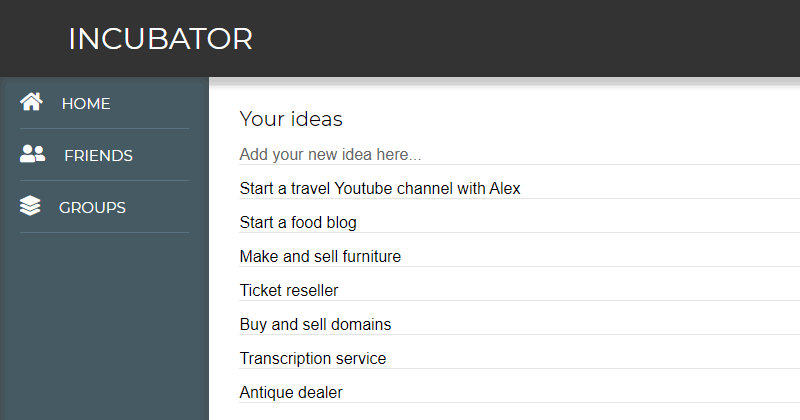 INCUBATOR
HOME
FRIENDS
GROUPS
Your ideas
Add your new idea here...
Start a travel Youtube channel with Alex
Start a food blog
Make and sell furniture
Ticket reseller
Buy and sell domains
Transcription service
Antique dealer